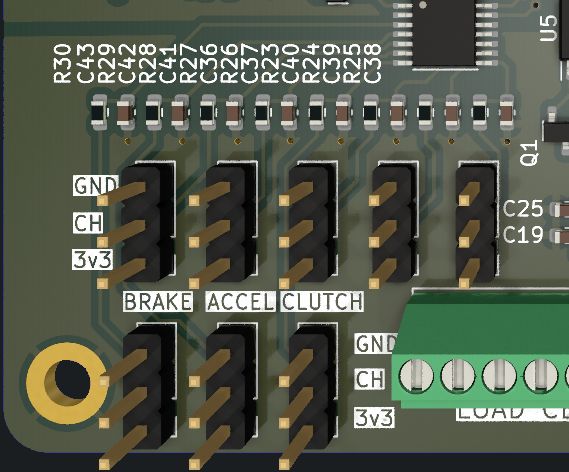 R30 C43 R29 C42 R28 C41 R27 C36 R26 C37 R23 C40 R24 C39 R25 C38
U5
Q1
GND
CH
3v3
C25
C19
BRAKE ACCEL CLUTCH
GND
CH
3v3